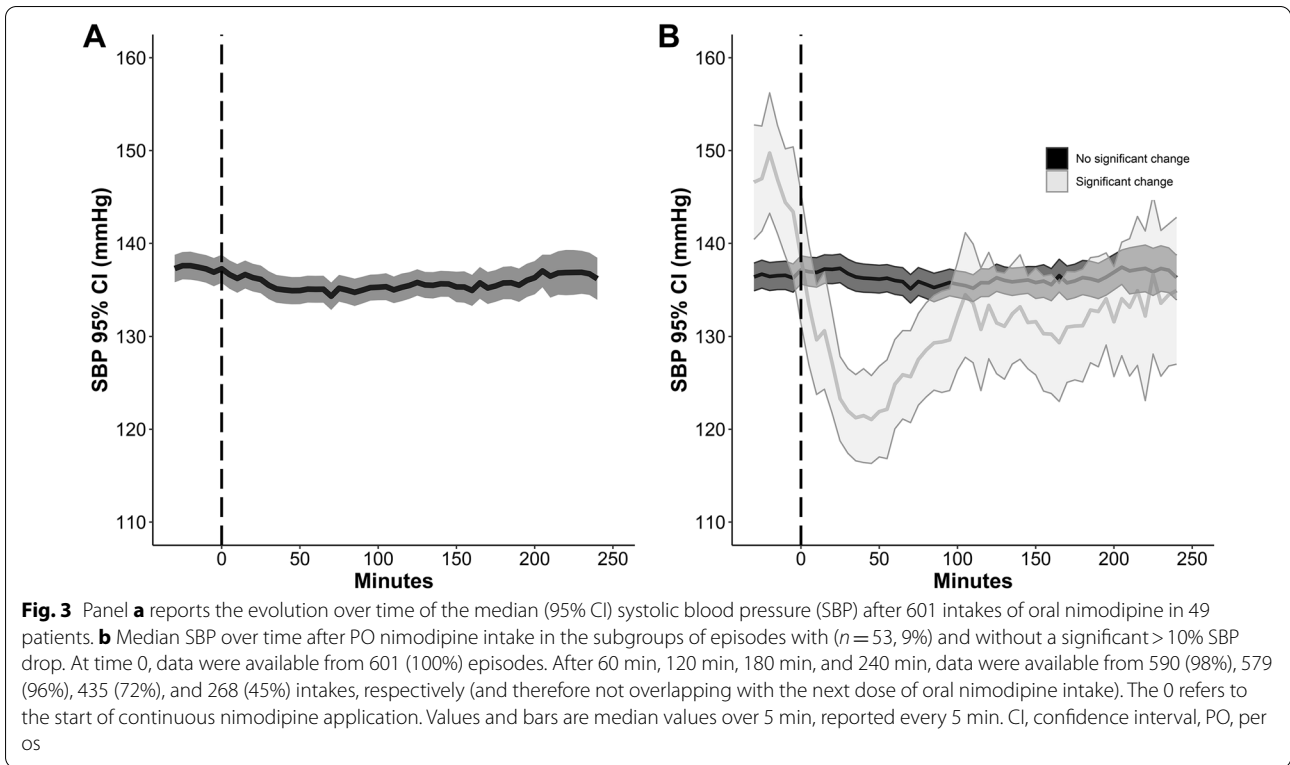 A
160
150
140
130
120
110
SBP 95% CI (mmHg)
0
50
100
150
200
250
Minutes
B
160
150
140
130
120
110
SBP 95% CI (mmHg)
No significant change
Significant change
0
50
100
150
200
250
Minutes
Fig. 3 Panel a reports the evolution over time of the median (95% CI) systolic blood pressure (SBP) after 601 intakes of oral nimodipine in 49
patients. b Median SBP over time after PO nimodipine intake in the subgroups of episodes with (n = 53, 9%) and without a significant > 10% SBP
drop. At time 0, data were available from 601 (100%) episodes. After 60 min, 120 min, 180 min, and 240 min, data were available from 590 (98%), 579
(96%), 435 (72%), and 268 (45%) intakes, respectively (and therefore not overlapping with the next dose of oral nimodipine intake). The 0 refers to
the start of continuous nimodipine application. Values and bars are median values over 5 min, reported every 5 min. CI, confidence interval, PO, per
os